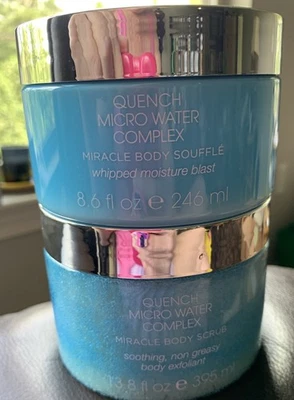 QUENCH
MICRO WATER
COMPLEX
MIRACLE BODY SOUFFLÉ
whipped moisture blast
8.6 fl oz e 246 ml
QUENCH
MICRO WATER
COMPLEX
MIRACLE BODY SCRUB
soothing, non greasy
body exfoliant
13.8 fl oz e 395 ml